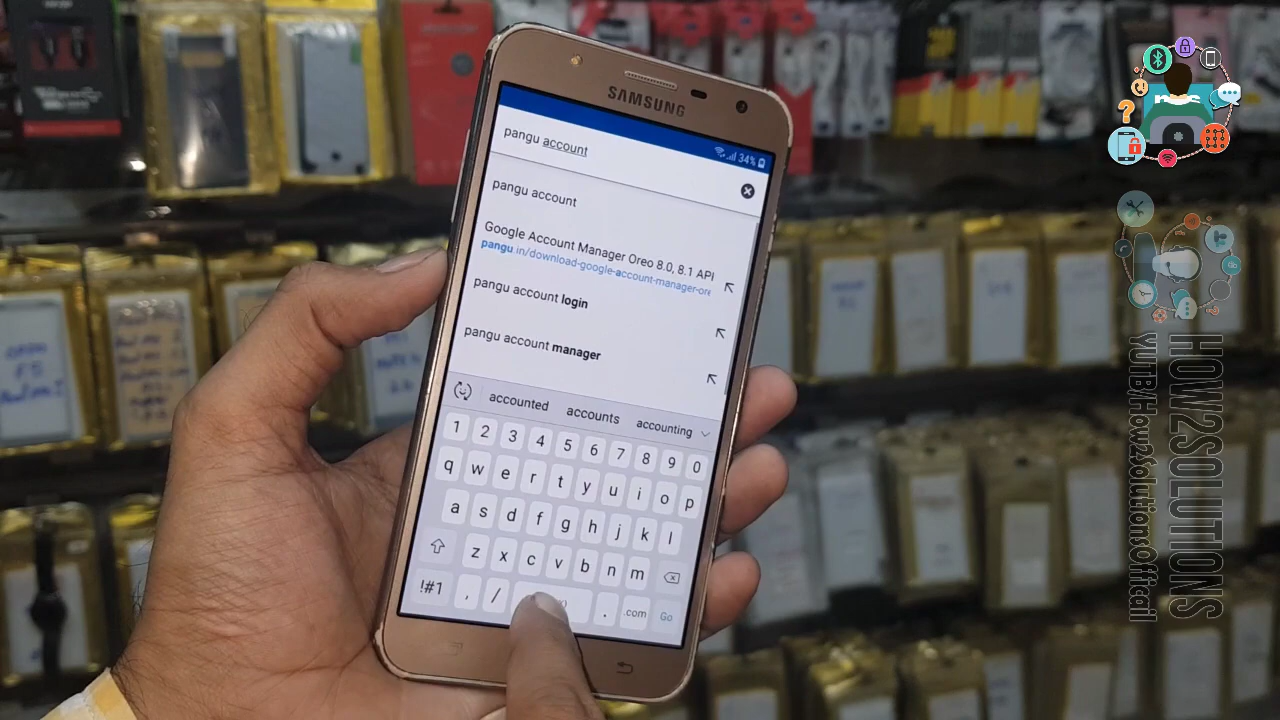 SAMSUNG
34%
pangu account
pangu account
Google Account Manager Oreo 8.0, 8.1 API
pangu.in/download-google-account-manager-ore
pangu account login
pangu account manager
accounted accounts accounting
1 2 3 4 5 6 7 8 9 0
q w e r t y u i o p
a s d f g h j k l
z x c v b n m
!#1 , / . .com Go
HOW2SOLUTIONS
YUTB/How2SolutionsOfficail